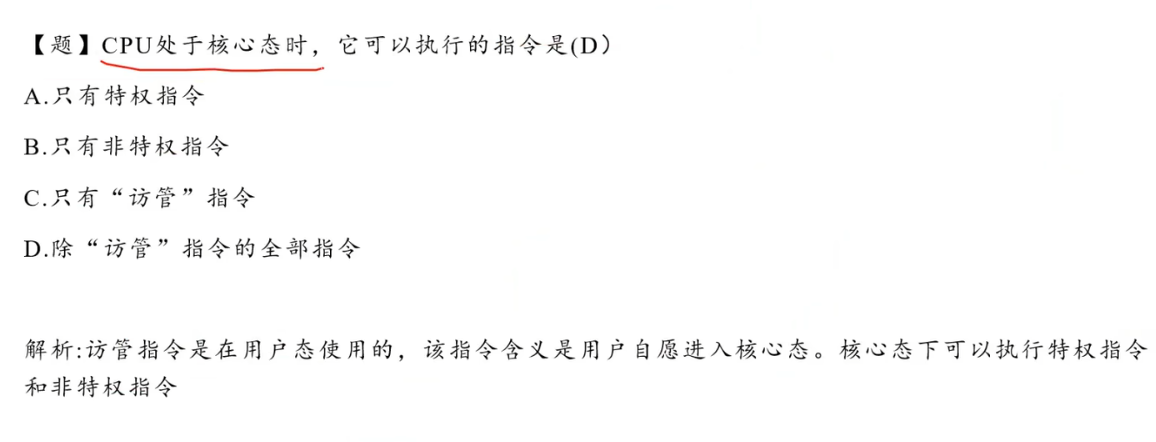 【题】CPU处于核心态时，它可以执行的指令是(D）
A.只有特权指令
B.只有非特权指令
C.只有“访管”指令
D.除“访管”指令的全部指令
解析:访管指令是在用户态使用的，该指令含义是用户自愿进入核心态。核心态下可以执行特权指令
和非特权指令